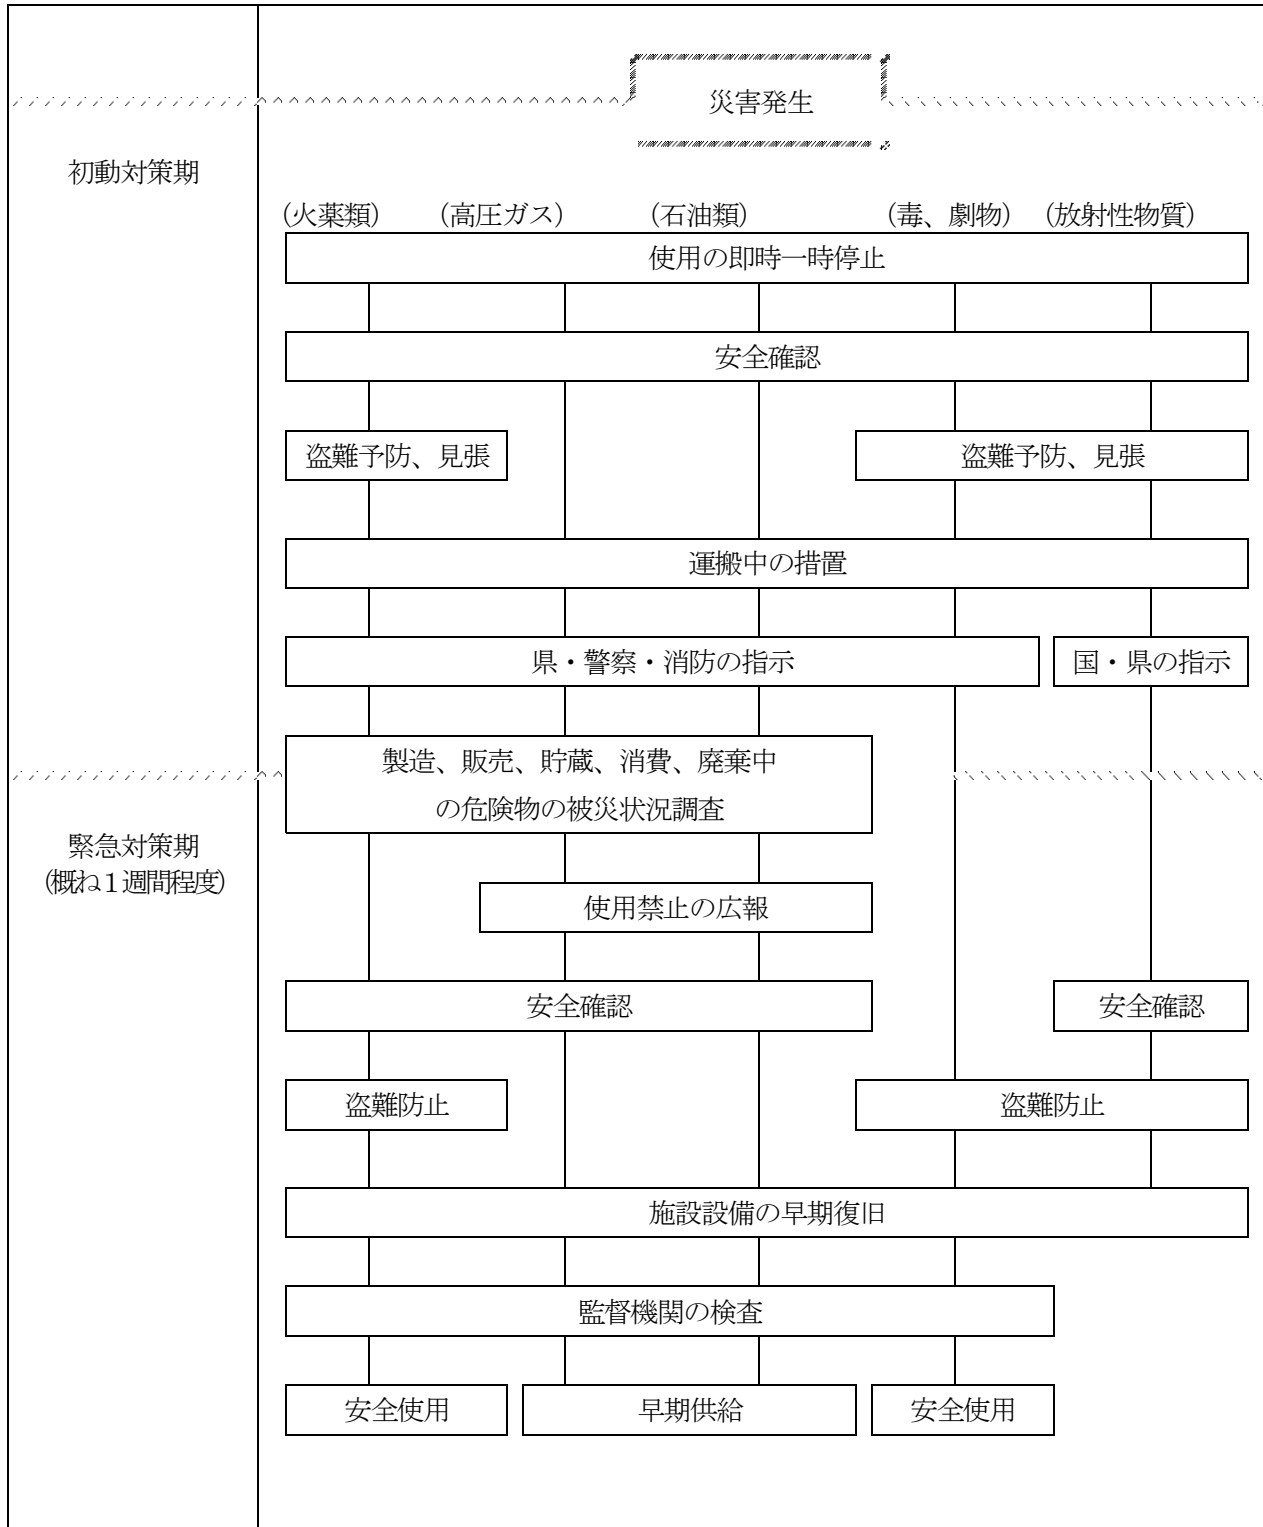 災害発生
初動対策期
(火薬類) (高圧ガス) (石油類) (毒、劇物) (放射性物質)
使用の即時一時停止
安全確認
盗難予防、見張 盗難予防、見張
運搬中の措置
県・警察・消防の指示 国・県の指示
製造、販売、貯蔵、消費、廃棄中
の危険物の被災状況調査
緊急対策期
(概ね1週間程度)
使用禁止の広報
安全確認 安全確認
盗難防止 盗難防止
施設設備の早期復旧
監督機関の検査
安全使用 早期供給 安全使用